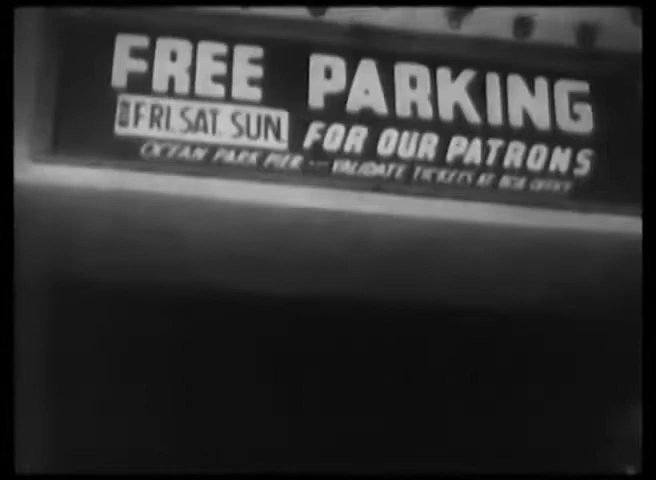 FREE PARKING
FRI. SAT. SUN.
FOR OUR PATRONS
OCEAN PARK PIER --- VALIDATE TICKETS AT BOX OFFICE